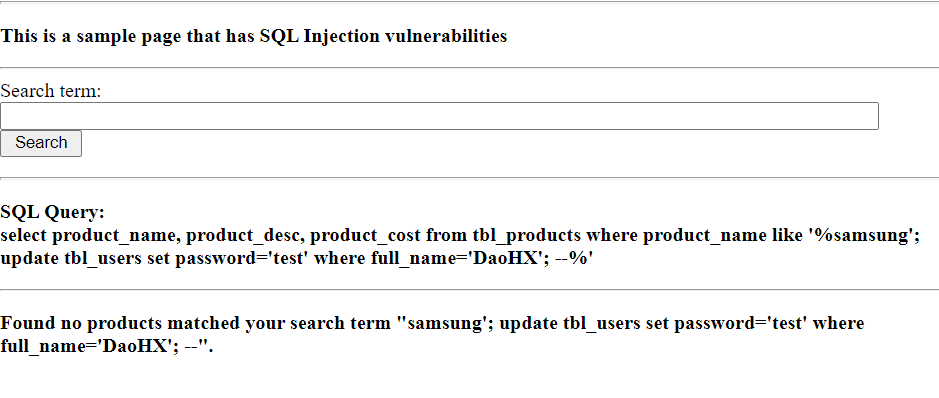 This is a sample page that has SQL Injection vulnerabilities
Search term:
Search
SQL Query:
select product_name, product_desc, product_cost from tbl_products where product_name like '%samsung';
update tbl_users set password='test' where full_name='DaoHX'; --%'
Found no products matched your search term "samsung'; update tbl_users set password='test' where
full_name='DaoHX'; --".